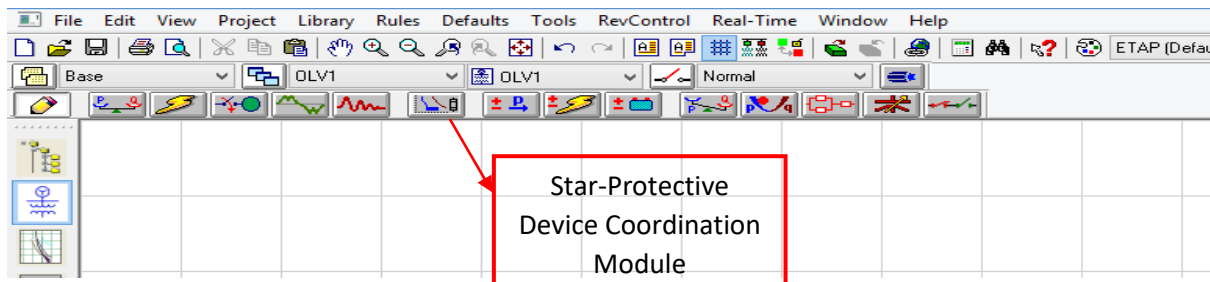 File Edit View Project Library Rules Defaults Tools RevControl Real-Time Window Help
ETAP (Defau
Base OLV1 OLV1 Normal
Star-Protective
Device Coordination
Module